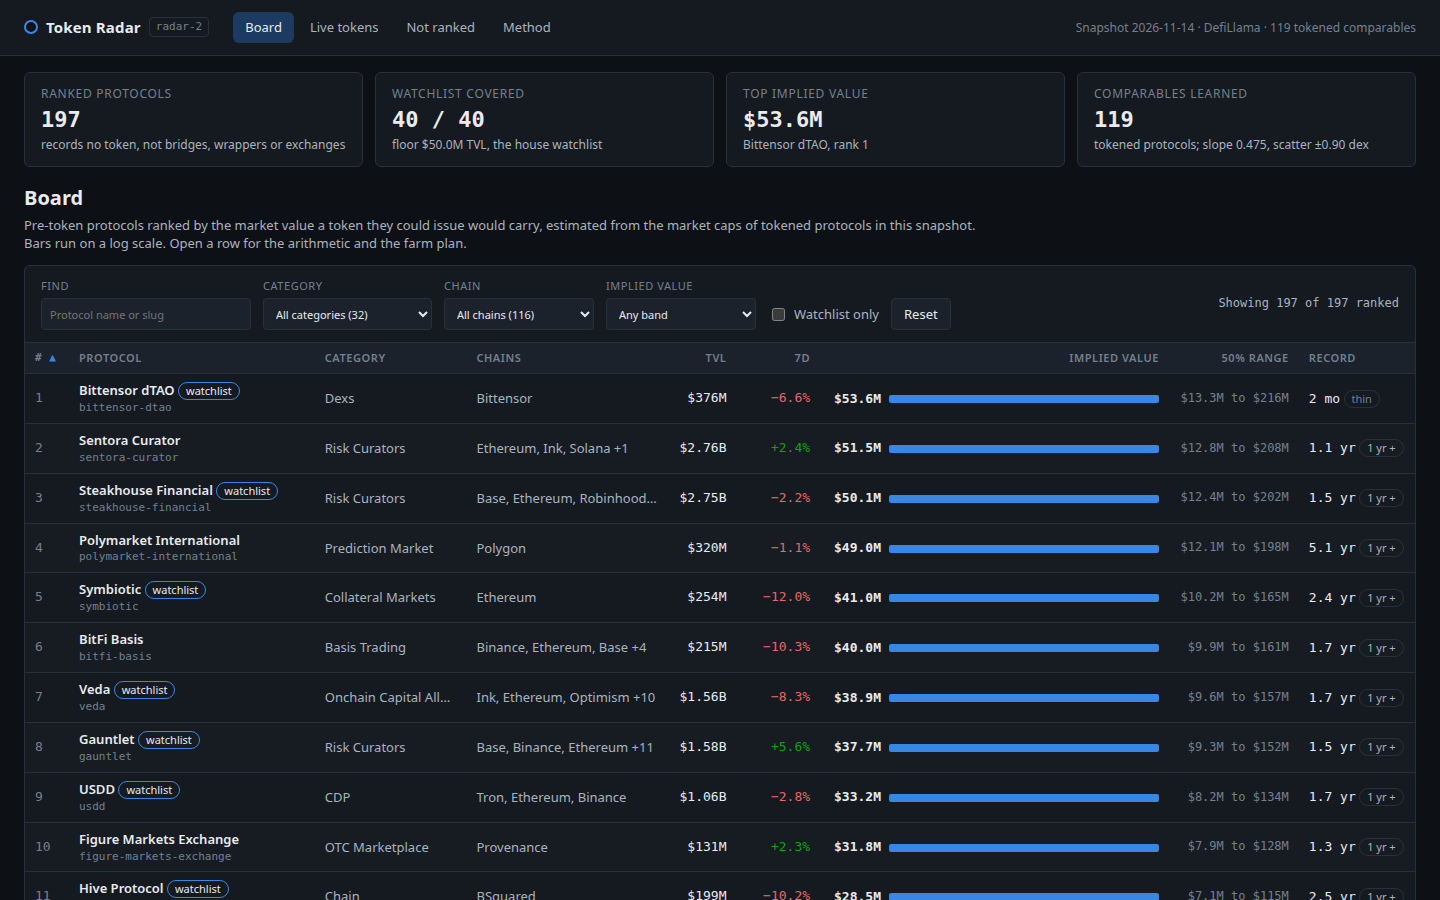 Token Radar radar-2 Board Live tokens Not ranked Method Snapshot 2026-11-14 · DefiLlama · 119 tokened comparables
RANKED PROTOCOLS
197
records no token, not bridges, wrappers or exchanges
WATCHLIST COVERED
40 / 40
floor $50.0M TVL, the house watchlist
TOP IMPLIED VALUE
$53.6M
Bittensor dTAO, rank 1
COMPARABLES LEARNED
119
tokened protocols; slope 0.475, scatter ±0.90 dex
Board
Pre-token protocols ranked by the market value a token they could issue would carry, estimated from the market caps of tokened protocols in this snapshot.
Bars run on a log scale. Open a row for the arithmetic and the farm plan.
FIND CATEGORY CHAIN IMPLIED VALUE
Protocol name or slug All categories (32) All chains (116) Any band Watchlist only Reset Showing 197 of 197 ranked
# ▲ PROTOCOL CATEGORY CHAINS TVL 7D IMPLIED VALUE 50% RANGE RECORD
1 Bittensor dTAO watchlist Dexs Bittensor $376M −6.6% $53.6M $13.3M to $216M 2 mo thin
bittensor-dtao
2 Sentora Curator Risk Curators Ethereum, Ink, Solana +1 $2.76B +2.4% $51.5M $12.8M to $208M 1.1 yr 1 yr +
sentora-curator
3 Steakhouse Financial watchlist Risk Curators Base, Ethereum, Robinhood... $2.75B −2.2% $50.1M $12.4M to $202M 1.5 yr 1 yr +
steakhouse-financial
4 Polymarket International Prediction Market Polygon $320M −1.1% $49.0M $12.1M to $198M 5.1 yr 1 yr +
polymarket-international
5 Symbiotic watchlist Collateral Markets Ethereum $254M −12.0% $41.0M $10.2M to $165M 2.4 yr 1 yr +
symbiotic
6 BitFi Basis Basis Trading Binance, Ethereum, Base +4 $215M −10.3% $40.0M $9.9M to $161M 1.7 yr 1 yr +
bitfi-basis
7 Veda watchlist Onchain Capital All... Ink, Ethereum, Optimism +10 $1.56B −8.3% $38.9M $9.6M to $157M 1.7 yr 1 yr +
veda
8 Gauntlet watchlist Risk Curators Base, Binance, Ethereum +11 $1.58B +5.6% $37.7M $9.3M to $152M 1.5 yr 1 yr +
gauntlet
9 USDD watchlist CDP Tron, Ethereum, Binance $1.06B −2.8% $33.2M $8.2M to $134M 1.7 yr 1 yr +
usdd
10 Figure Markets Exchange OTC Marketplace Provenance $131M +2.3% $31.8M $7.9M to $128M 1.3 yr 1 yr +
figure-markets-exchange
11 Hive Protocol watchlist Chain BSquared $199M −10.2% $28.5M $7.1M to $115M 2.5 yr 1 yr +